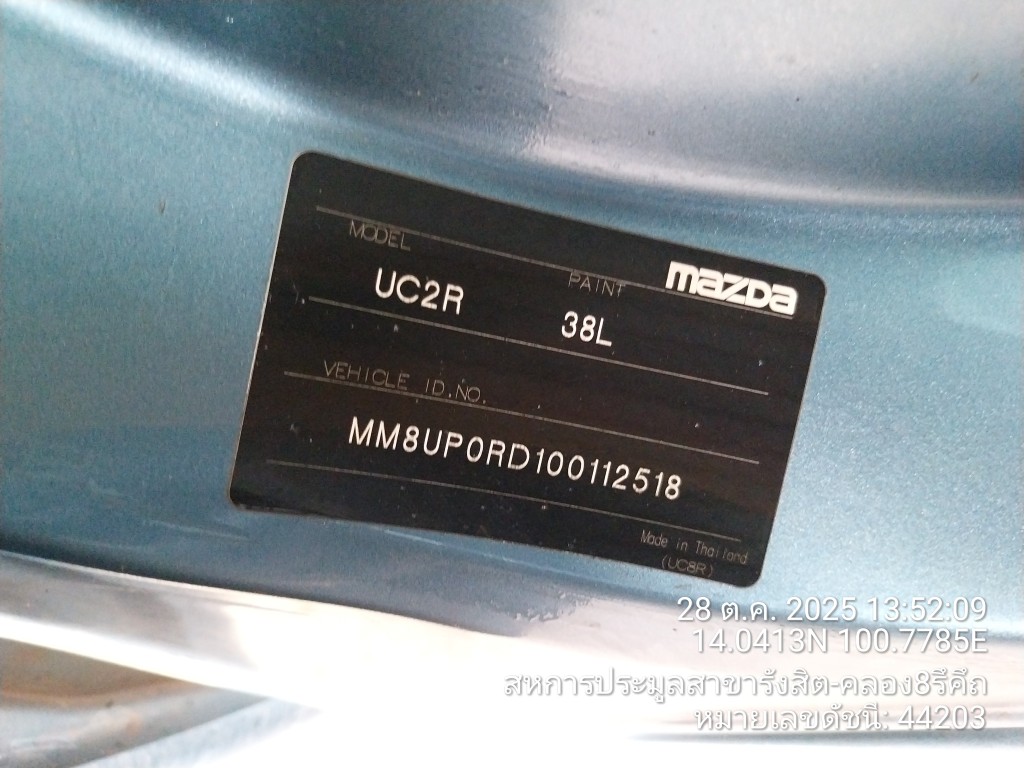 MODEL
PAINT
mazda
UC2R
38L
VEHICLE ID.NO.
MM8UP0RD100112518
Made in Thailand
(UC8R)
28 ต.ค. 2025 13:52:09
14.0413N 100.7785E
สหการประมูลสาขารังสิต-คลอง8รีคีถ
หมายเลขดัชนี: 44203